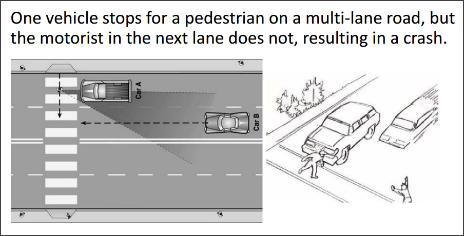 One vehicle stops for a pedestrian on a multi-lane road, but
the motorist in the next lane does not, resulting in a crash.
Car A
Car B